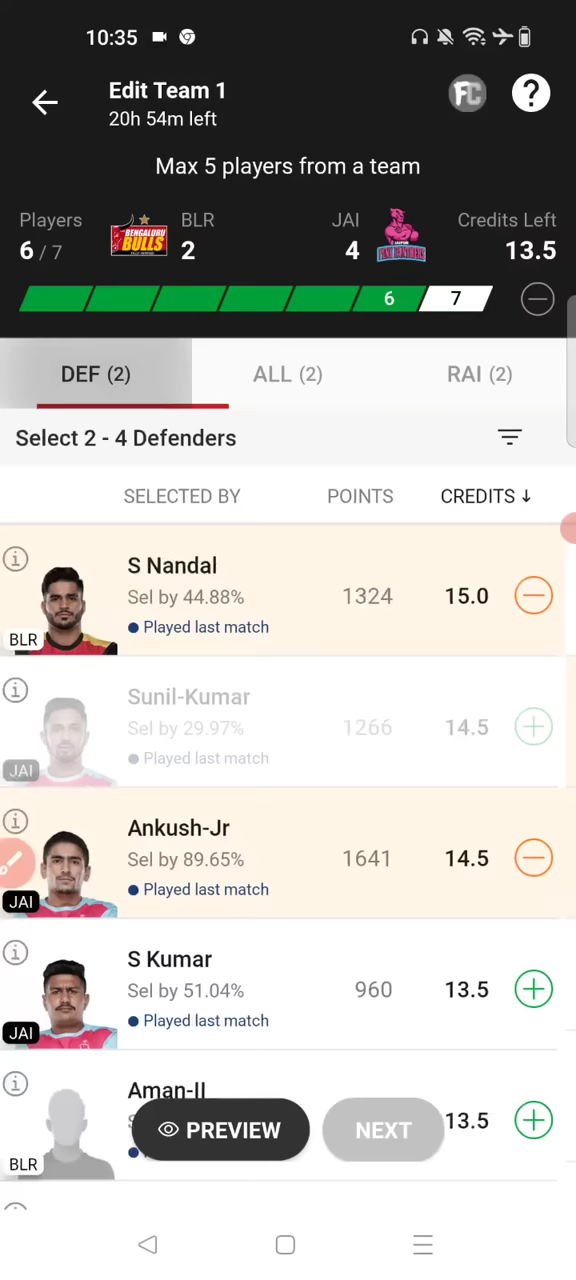 10:35
Edit Team 1
20h 54m left
FC
?
Max 5 players from a team
Players BLR JAI Credits Left
6 / 7 BENGALURU BULLS 2 4 13.5
6 7
DEF (2) ALL (2) RAI (2)
Select 2 - 4 Defenders
SELECTED BY POINTS CREDITS ↓
S Nandal
Sel by 44.88% 1324 15.0
Played last match
BLR
Sunil-Kumar
Sel by 29.97% 1266 14.5
Played last match
JAI
Ankush-Jr
Sel by 89.65% 1641 14.5
Played last match
JAI
S Kumar
Sel by 51.04% 960 13.5
Played last match
JAI
Aman-II
13.5
PREVIEW NEXT
BLR